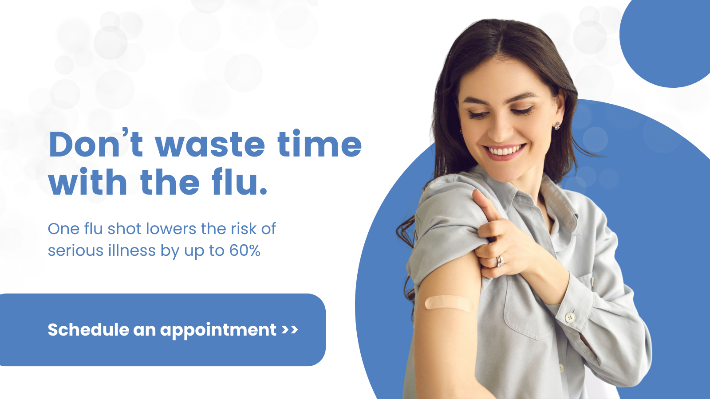 Don’t waste time
with the flu.
One flu shot lowers the risk of
serious illness by up to 60%
Schedule an appointment >>